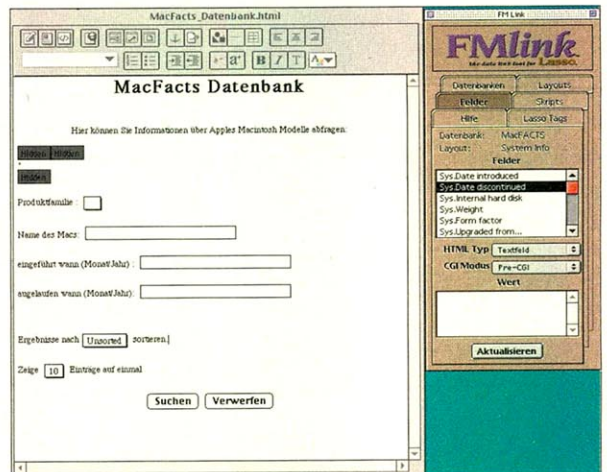 MacFacts_Datenbank.html
MacFacts Datenbank
Hier können Sie Informationen über Apples Macintosh Modelle abfragen:
Hidden Hidden
Hidden
Produktfamilie :
Name des Macs:
eingeführt wann (Monat/Jahr) :
augelaufen wann (Monat/Jahr):
Ergebnisse nach Unsorted sortieren.
Zeige 10 Einträge auf einmal
Suchen Verwerfen
FM Link
FMlink
Lasso.
Datenbanken Layouts
Felder Skripts
Hilfe Lasso Tags
Datenbank: MacFACTS
Layout: System Info
Felder
Sys.Date introduced
Sys.Date discontinued
Sys.Internal hard disk
Sys.Weight
Sys.Form factor
Sys.Upgraded from...
HTML Typ Textfeld
CGI Modus Pre-CGI
Wert
Aktualisieren